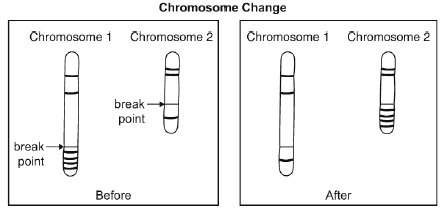 Chromosome Change
Chromosome 1 Chromosome 2
break
point
break
point
Before
Chromosome 1 Chromosome 2
After